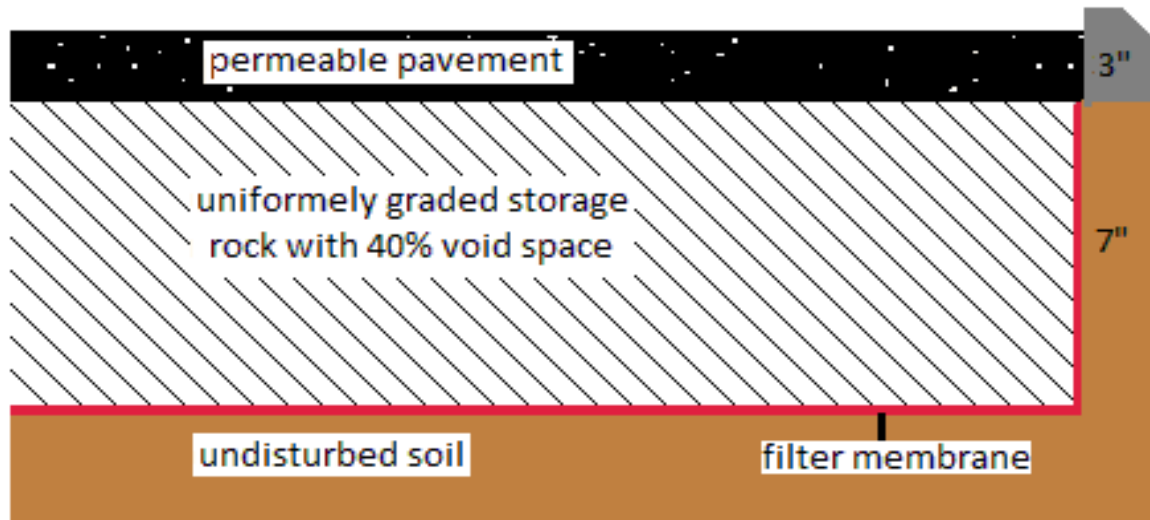 permeable pavement
3"
uniformely graded storage
rock with 40% void space
7"
undisturbed soil
filter membrane